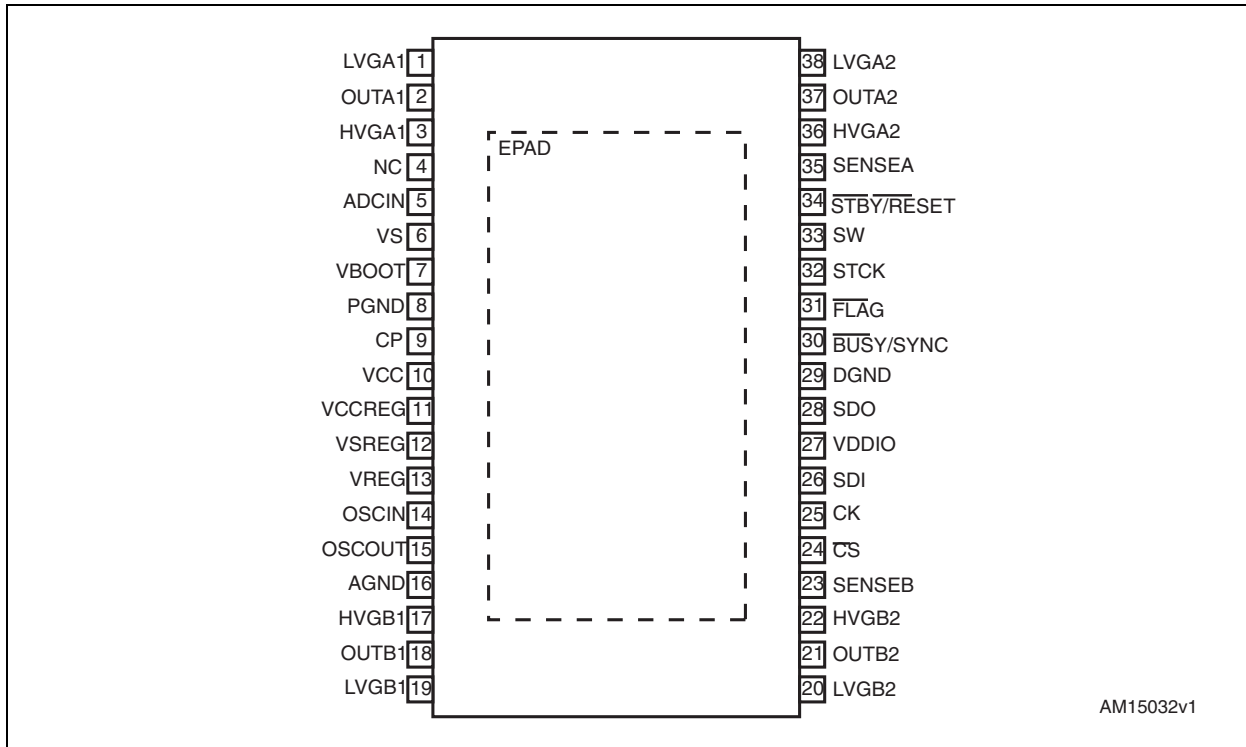 LVGA1 1 38 LVGA2
OUTA1 2 37 OUTA2
HVGA1 3 36 HVGA2
EPAD
NC 4 35 SENSEA
ADCIN 5 34 STBY/RESET
VS 6 33 SW
VBOOT 7 32 STCK
PGND 8 31 FLAG
CP 9 30 BUSY/SYNC
VCC 10 29 DGND
VCCREG 11 28 SDO
VSREG 12 27 VDDIO
VREG 13 26 SDI
OSCIN 14 25 CK
OSCOUT 15 24 CS
AGND 16 23 SENSEB
HVGB1 17 22 HVGB2
OUTB1 18 21 OUTB2
LVGB1 19 20 LVGB2
AM15032v1